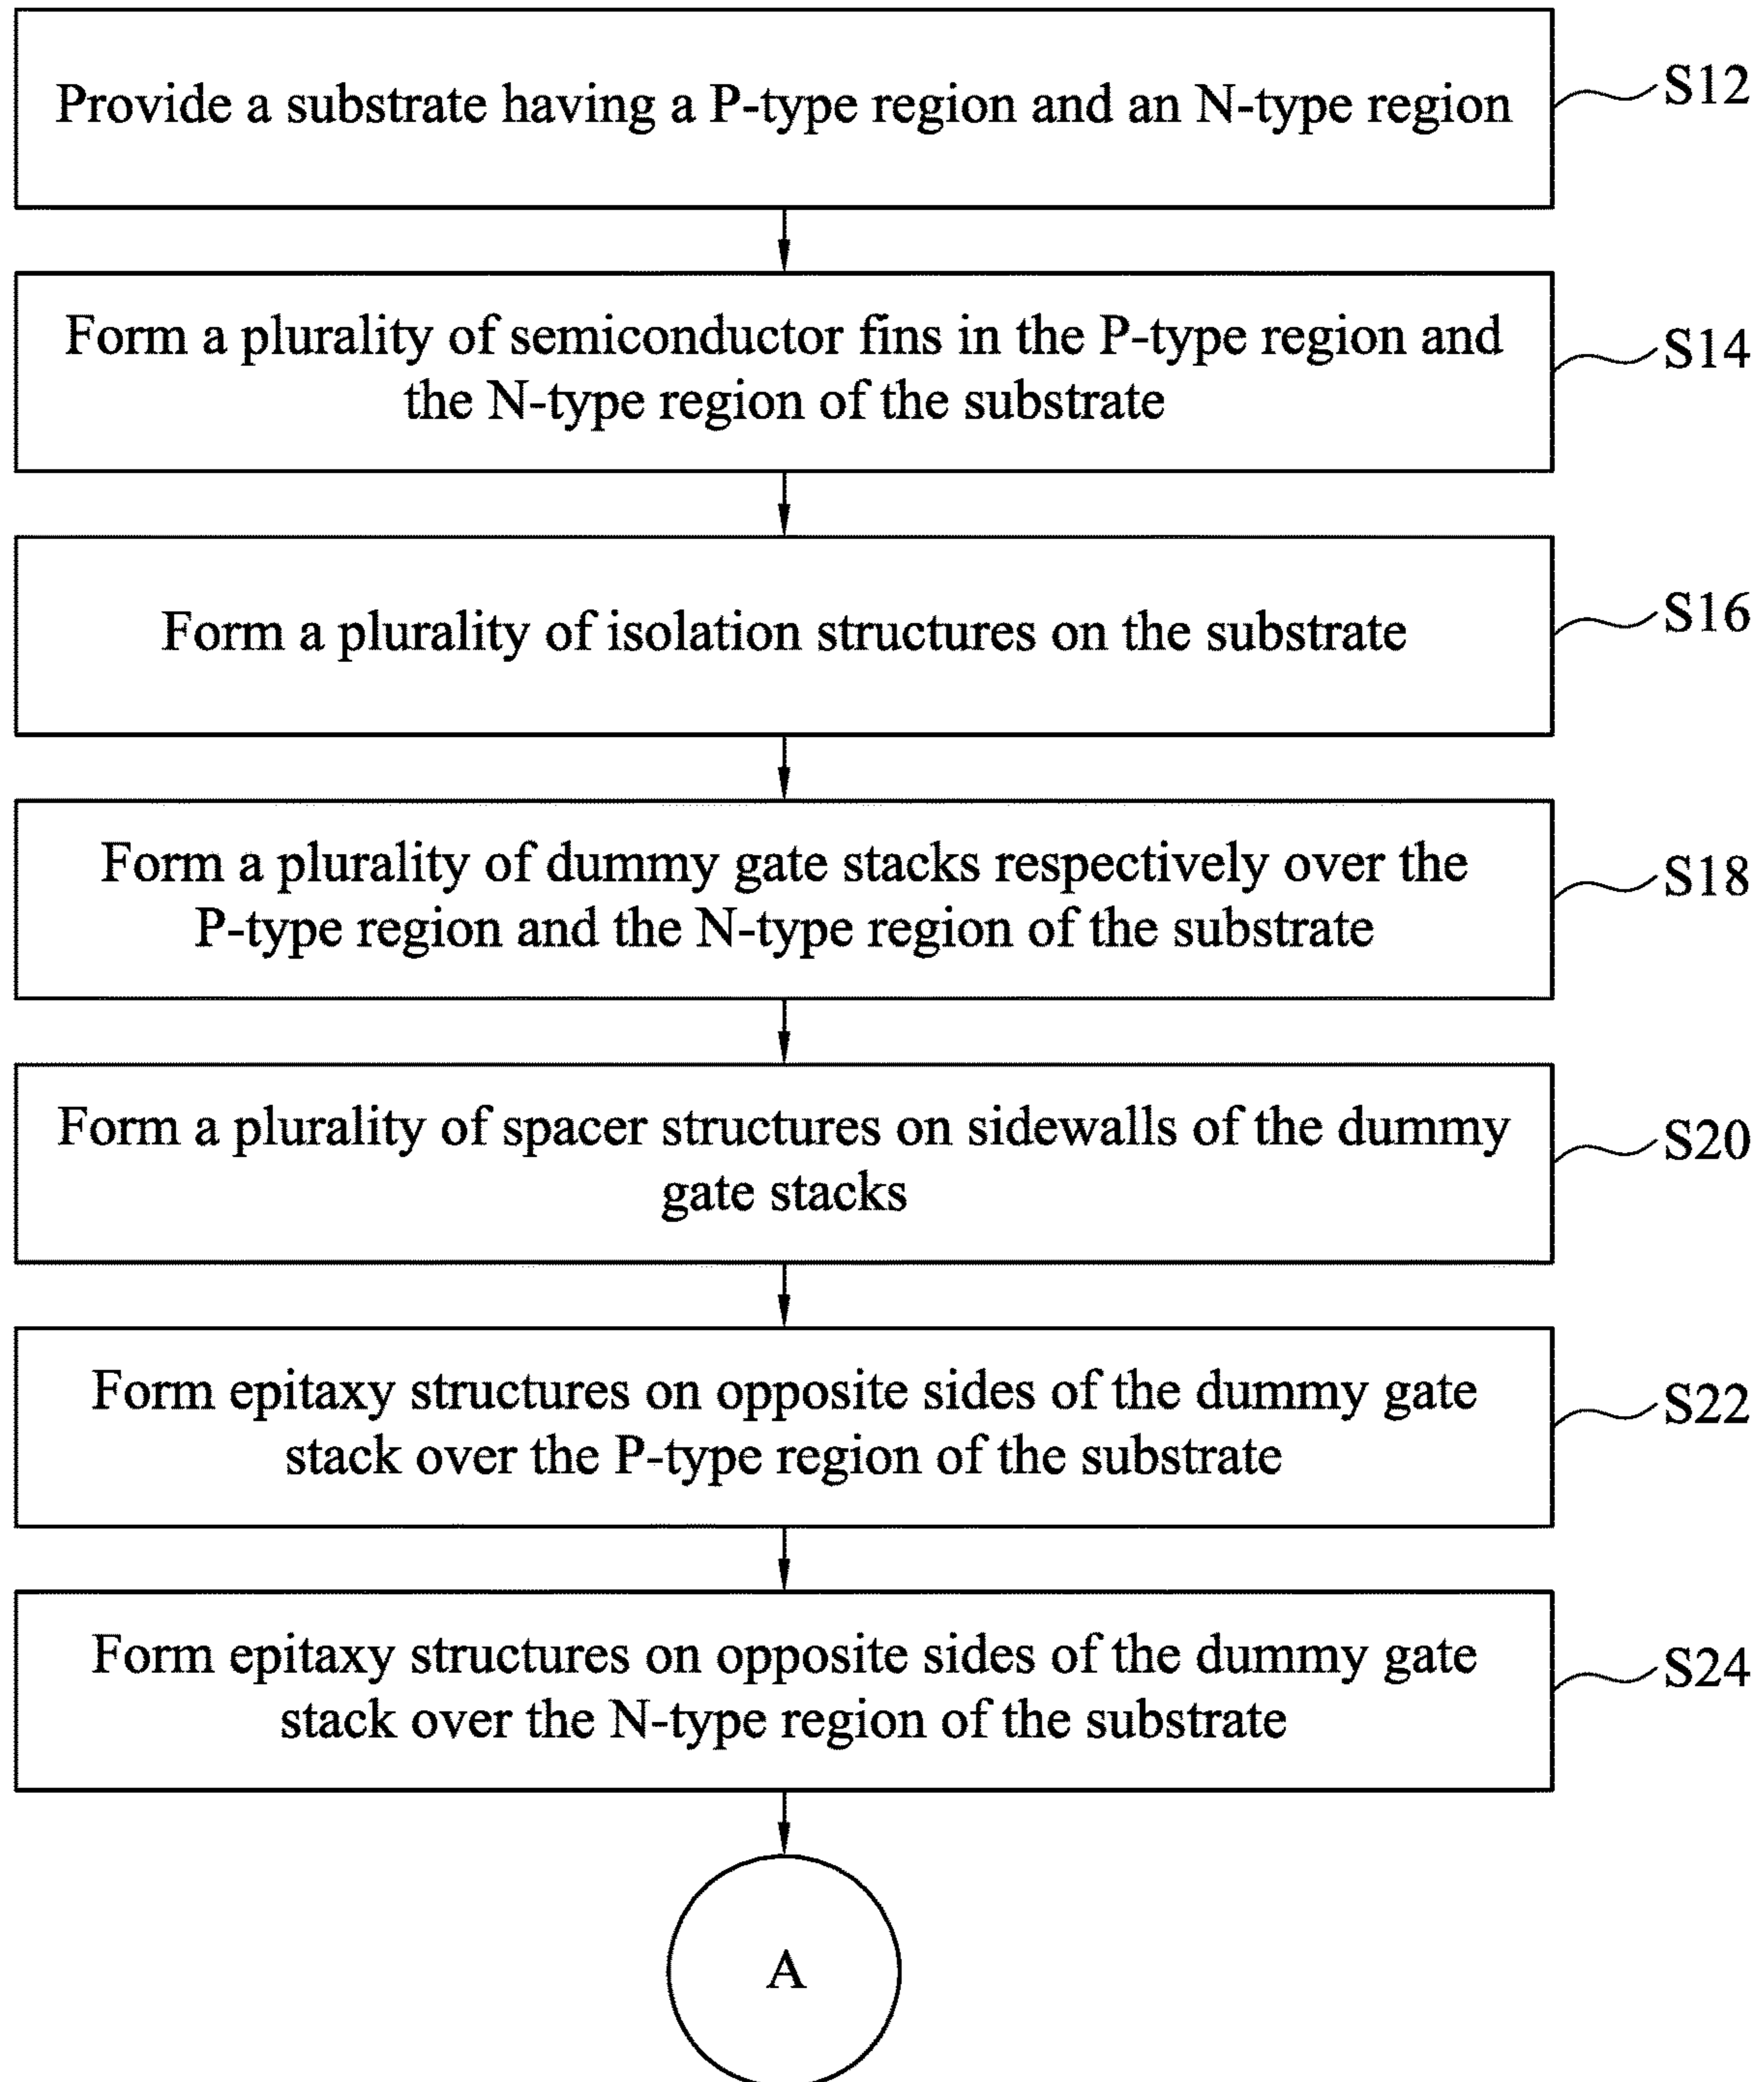 Provide a substrate having a P-type region and an N-type region
S12
Form a plurality of semiconductor fins in the P-type region and
the N-type region of the substrate
S14
Form a plurality of isolation structures on the substrate
S16
Form a plurality of dummy gate stacks respectively over the
P-type region and the N-type region of the substrate
S18
Form a plurality of spacer structures on sidewalls of the dummy
gate stacks
S20
Form epitaxy structures on opposite sides of the dummy gate
stack over the P-type region of the substrate
S22
Form epitaxy structures on opposite sides of the dummy gate
stack over the N-type region of the substrate
S24
A